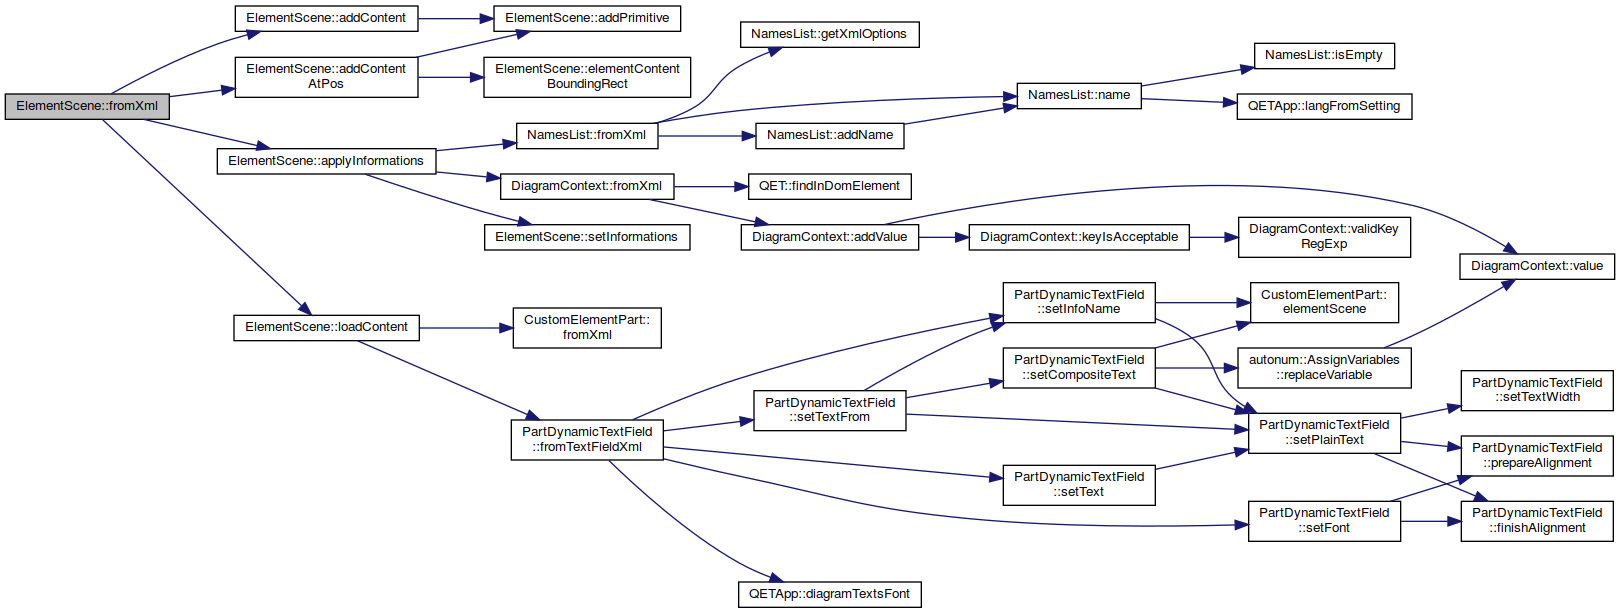 ElementScene::fromXml
ElementScene::addContent
ElementScene::addContent
AtPos
ElementScene::applyInformations
ElementScene::loadContent
ElementScene::addPrimitive
ElementScene::elementContent
BoundingRect
NamesList::fromXml
DiagramContext::fromXml
ElementScene::setInformations
CustomElementPart::
fromXml
PartDynamicTextField
::fromTextFieldXml
NamesList::getXmlOptions
NamesList::addName
QET::findInDomElement
DiagramContext::addValue
PartDynamicTextField
::setTextFrom
QETApp::diagramTextsFont
NamesList::name
DiagramContext::keyIsAcceptable
PartDynamicTextField
::setInfoName
PartDynamicTextField
::setCompositeText
PartDynamicTextField
::setText
NamesList::isEmpty
QETApp::langFromSetting
DiagramContext::validKey
RegExp
CustomElementPart::
elementScene
autonum::AssignVariables
::replaceVariable
PartDynamicTextField
::setPlainText
PartDynamicTextField
::setFont
DiagramContext::value
PartDynamicTextField
::setTextWidth
PartDynamicTextField
::prepareAlignment
PartDynamicTextField
::finishAlignment